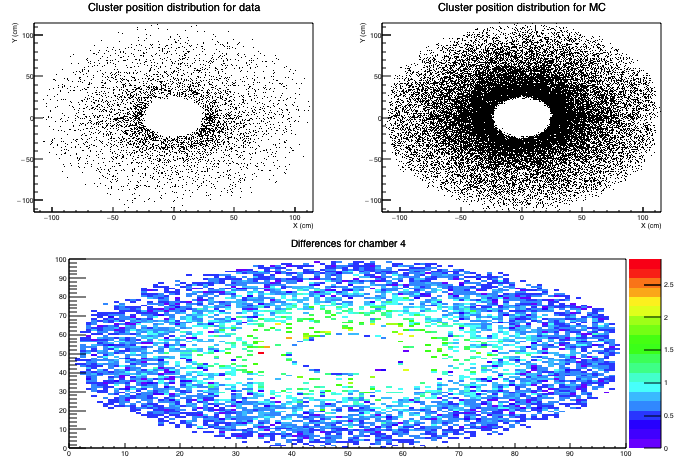 Cluster position distribution for data
Y (cm)
100
50
0
−50
−100
−100 −50 0 50 100
X (cm)
Cluster position distribution for MC
Y (cm)
100
50
0
−50
−100
−100 −50 0 50 100
X (cm)
Differences for chamber 4
100
90
80
70
60
50
40
30
20
10
0
0 10 20 30 40 50 60 70 80 90 100
2.5
2
1.5
1
0.5
0